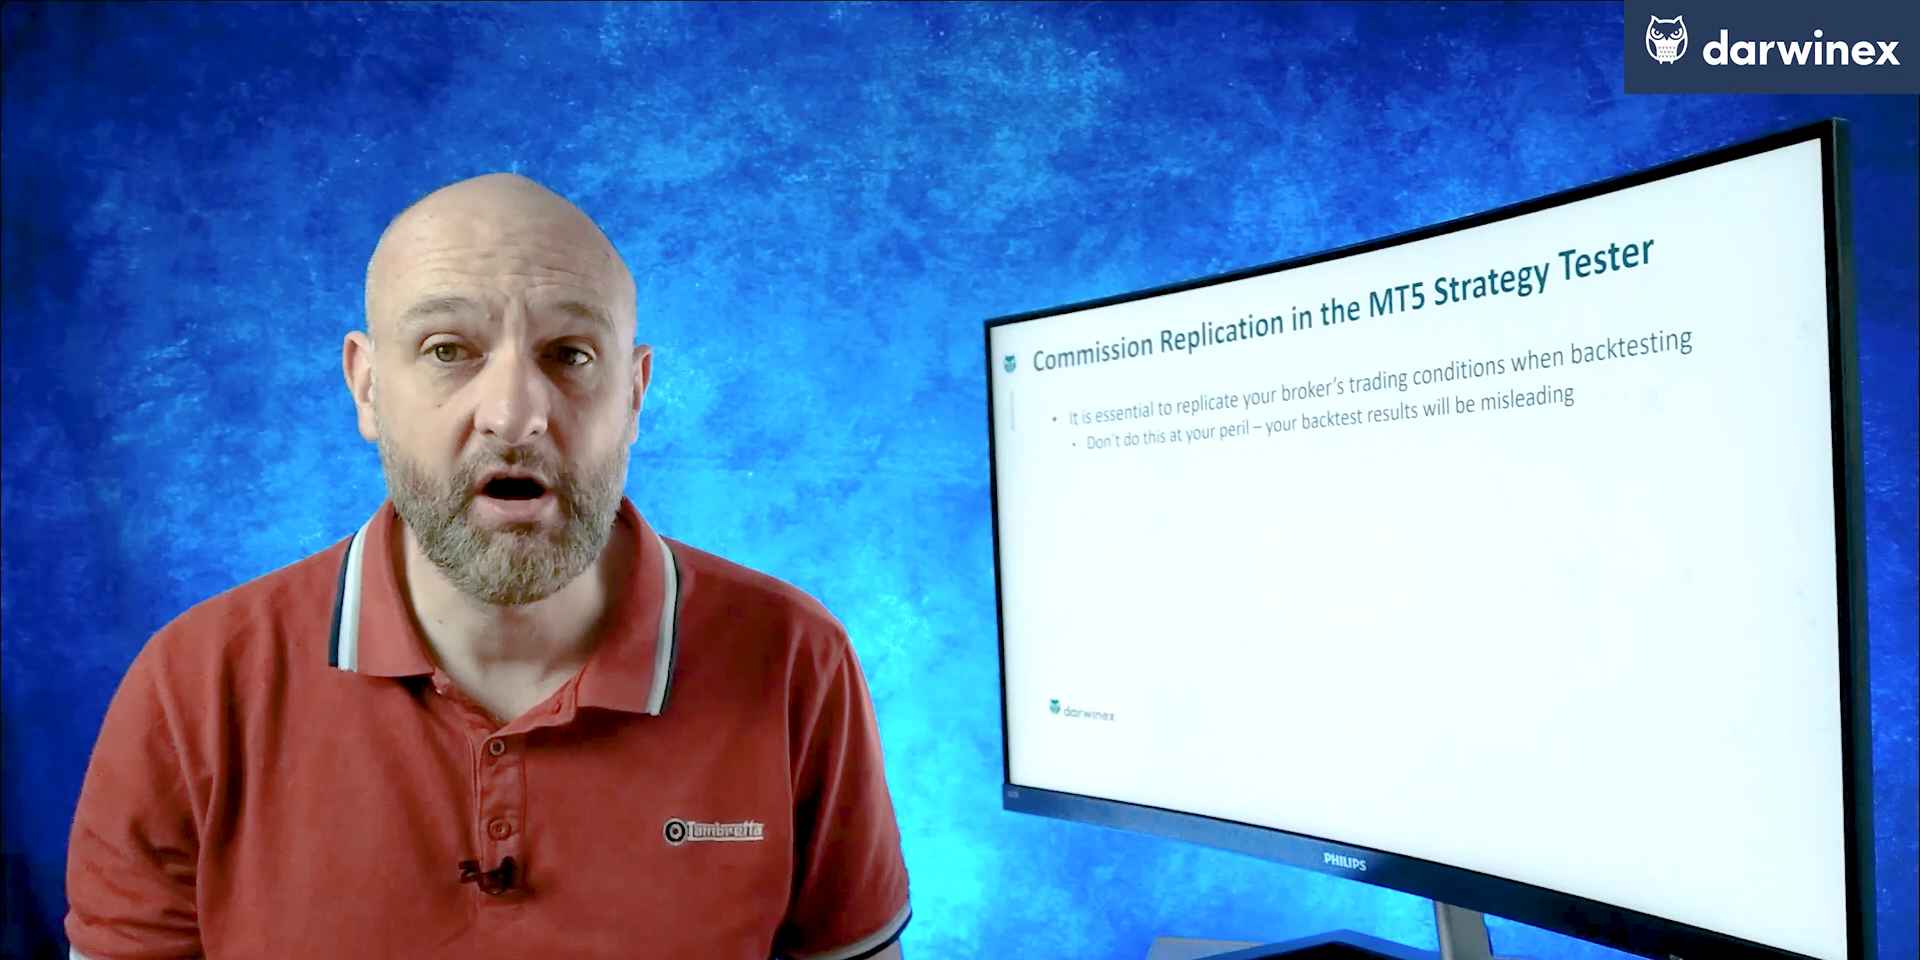 darwinex
Commission Replication in the MT5 Strategy Tester
• It is essential to replicate your broker's trading conditions when backtesting
• Don't do this at your peril – your backtest results will be misleading
darwinex
PHILIPS
Lambretta